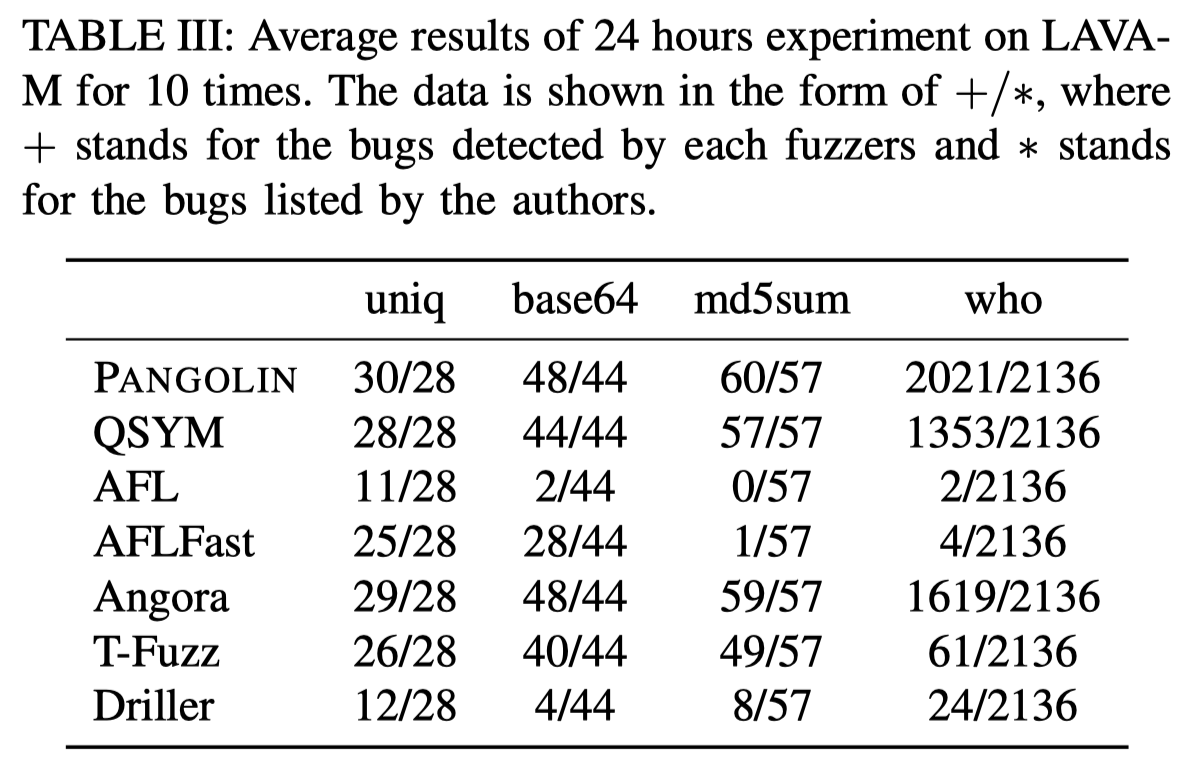 TABLE III: Average results of 24 hours experiment on LAVA-
M for 10 times. The data is shown in the form of +/∗, where
+ stands for the bugs detected by each fuzzers and ∗ stands
for the bugs listed by the authors.
uniq base64 md5sum who
PANGOLIN 30/28 48/44 60/57 2021/2136
QSYM 28/28 44/44 57/57 1353/2136
AFL 11/28 2/44 0/57 2/2136
AFLFast 25/28 28/44 1/57 4/2136
Angora 29/28 48/44 59/57 1619/2136
T-Fuzz 26/28 40/44 49/57 61/2136
Driller 12/28 4/44 8/57 24/2136